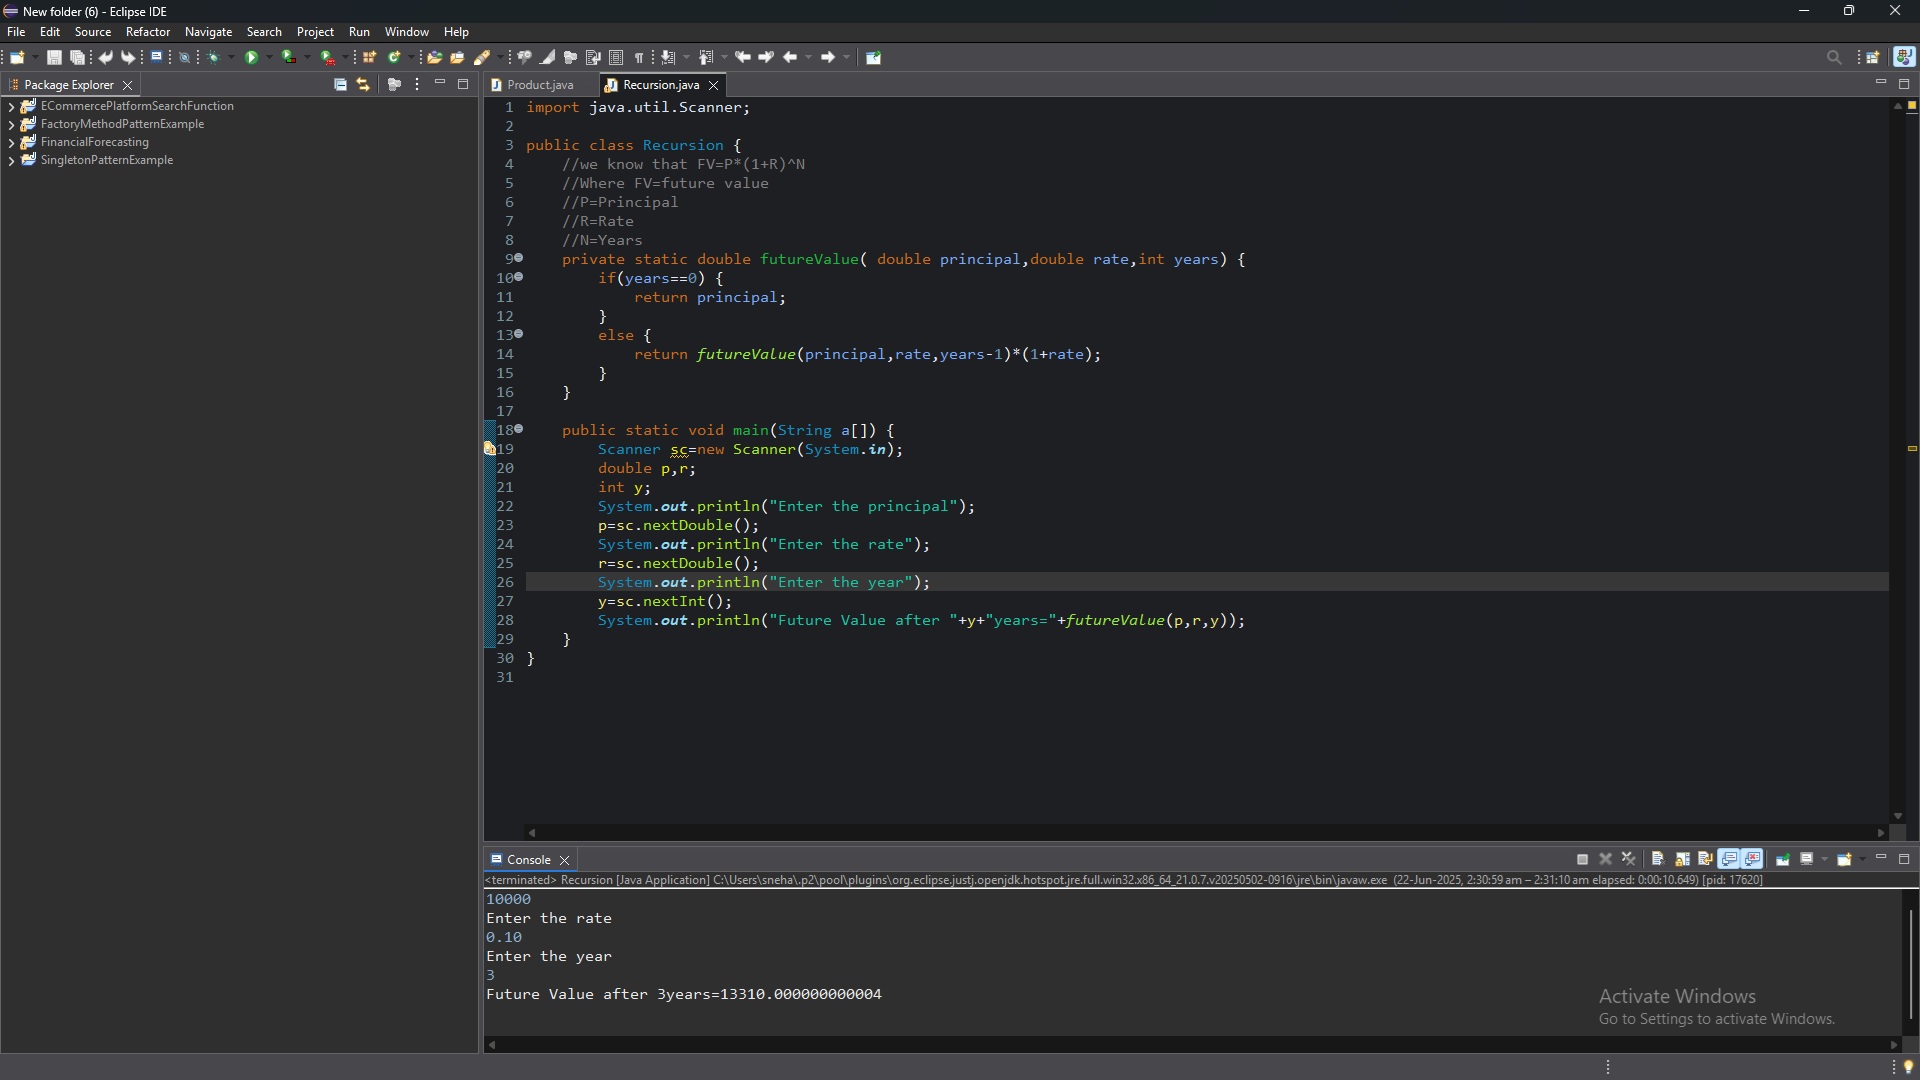 New folder (6) - Eclipse IDE
File Edit Source Refactor Navigate Search Project Run Window Help
Package Explorer
ECommercePlatformSearchFunction
FactoryMethodPatternExample
FinancialForecasting
SingletonPatternExample
Product.java Recursion.java
1 import java.util.Scanner;
2
3 public class Recursion {
4 //we know that FV=P*(1+R)^N
5 //Where FV=future value
6 //P=Principal
7 //R=Rate
8 //N=Years
9 private static double futureValue( double principal,double rate,int years) {
10 if(years==0) {
11 return principal;
12 }
13 else {
14 return futureValue(principal,rate,years-1)*(1+rate);
15 }
16 }
17
18 public static void main(String a[]) {
19 Scanner sc=new Scanner(System.in);
20 double p,r;
21 int y;
22 System.out.println("Enter the principal");
23 p=sc.nextDouble();
24 System.out.println("Enter the rate");
25 r=sc.nextDouble();
26 System.out.println("Enter the year");
27 y=sc.nextInt();
28 System.out.println("Future Value after "+y+"years="+futureValue(p,r,y));
29 }
30 }
31
Console
<terminated> Recursion [Java Application] C:\Users\sneha\.p2\pool\plugins\org.eclipse.justj.openjdk.hotspot.jre.full.win32.x86_64_21.0.7.v20250502-0916\jre\bin\javaw.exe (22-Jun-2025, 2:30:59 am – 2:31:10 am elapsed: 0:00:10.649) [pid: 17620]
10000
Enter the rate
0.10
Enter the year
3
Future Value after 3years=13310.000000000004
Activate Windows
Go to Settings to activate Windows.